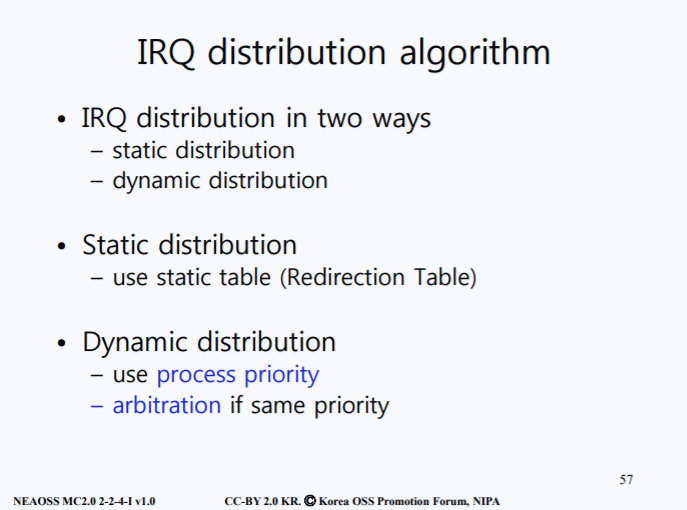 IRQ distribution algorithm
• IRQ distribution in two ways
– static distribution
– dynamic distribution
• Static distribution
– use static table (Redirection Table)
• Dynamic distribution
– use process priority
– arbitration if same priority
57
NEAOSS MC2.0 2-2-4-I v1.0 CC-BY 2.0 KR. © Korea OSS Promotion Forum, NIPA